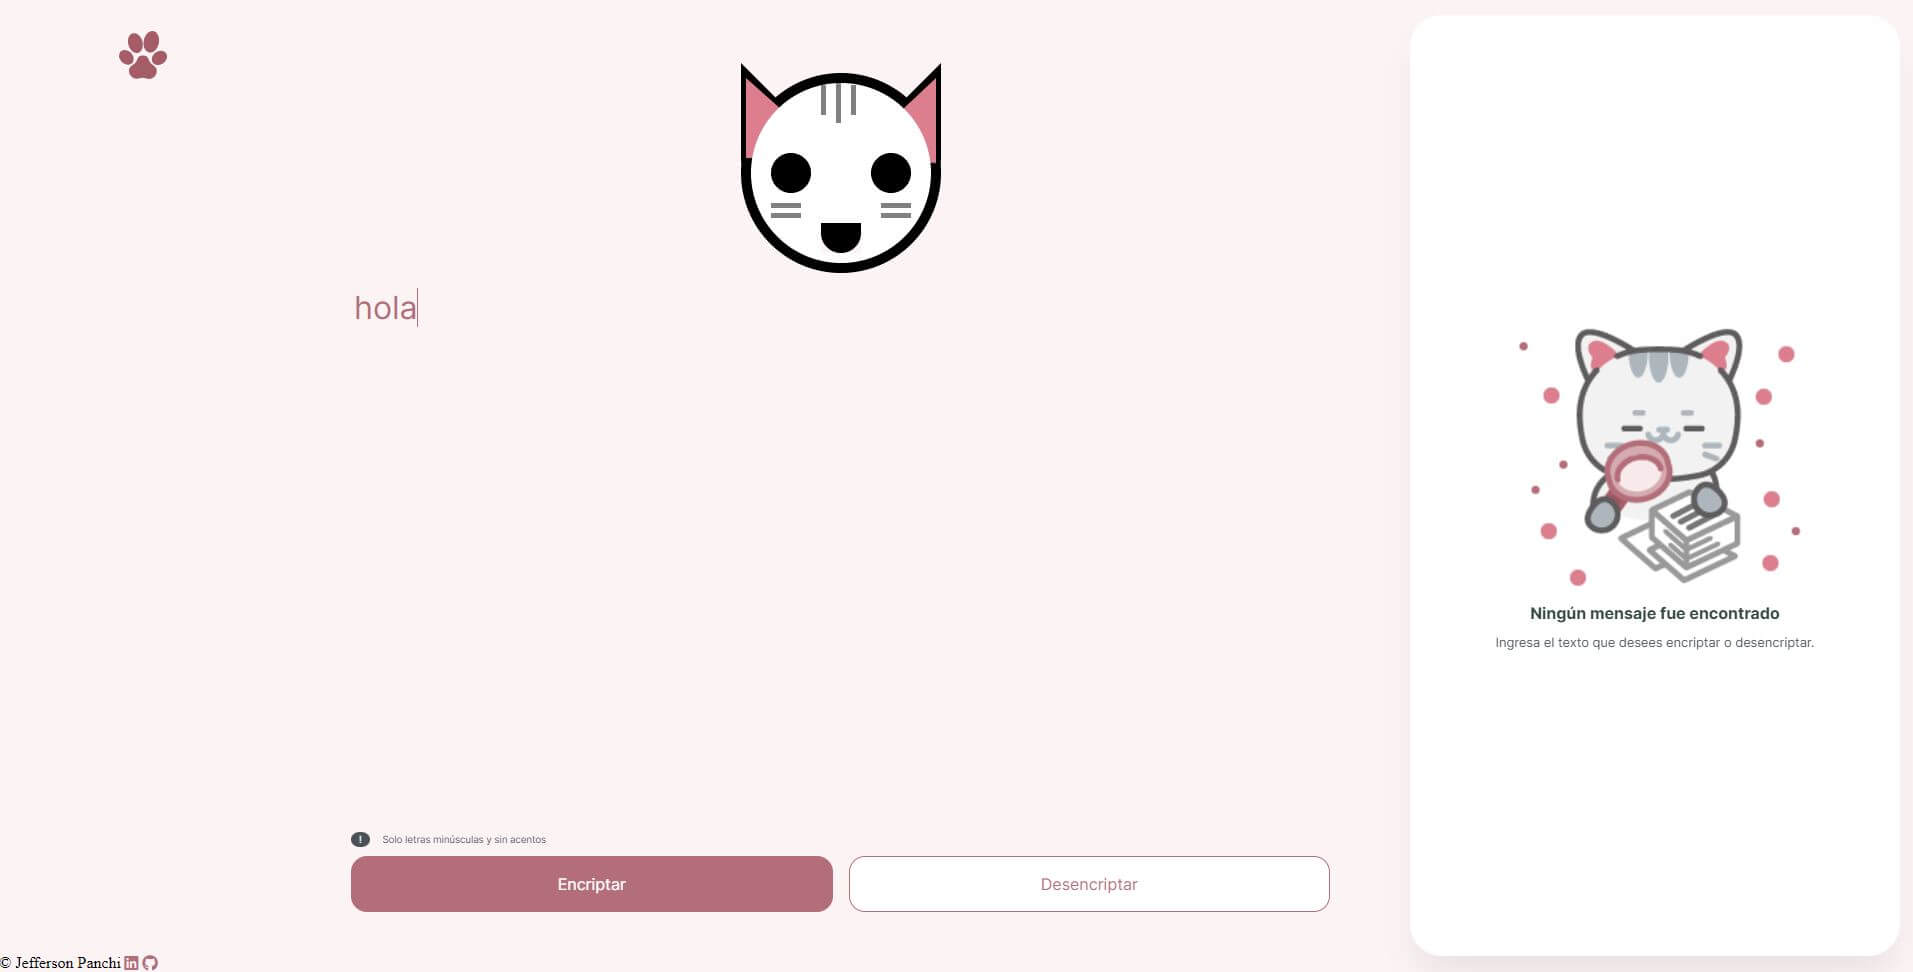 hola
Ningún mensaje fue encontrado
Ingresa el texto que desees encriptar o desencriptar.
! Solo letras minúsculas y sin acentos
Encriptar
Desencriptar
© Jefferson Panchi in